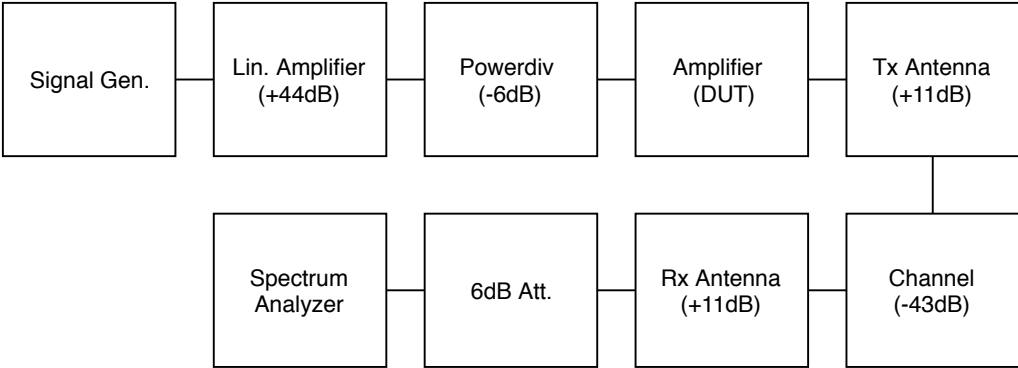 Signal Gen.
Lin. Amplifier
(+44dB)
Powerdiv
(-6dB)
Amplifier
(DUT)
Tx Antenna
(+11dB)
Spectrum
Analyzer
6dB Att.
Rx Antenna
(+11dB)
Channel
(-43dB)